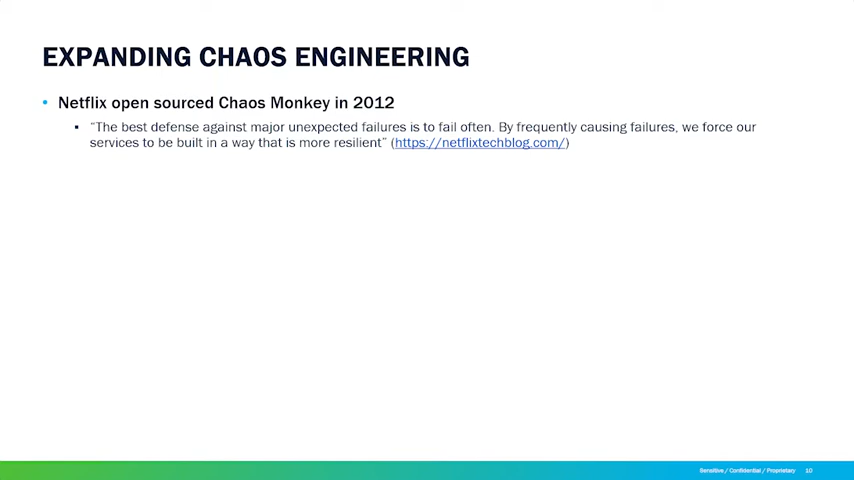 EXPANDING CHAOS ENGINEERING
• Netflix open sourced Chaos Monkey in 2012
▪ “The best defense against major unexpected failures is to fail often. By frequently causing failures, we force our
services to be built in a way that is more resilient” (https://netflixtechblog.com/)
Sensitive / Confidential / Proprietary 10